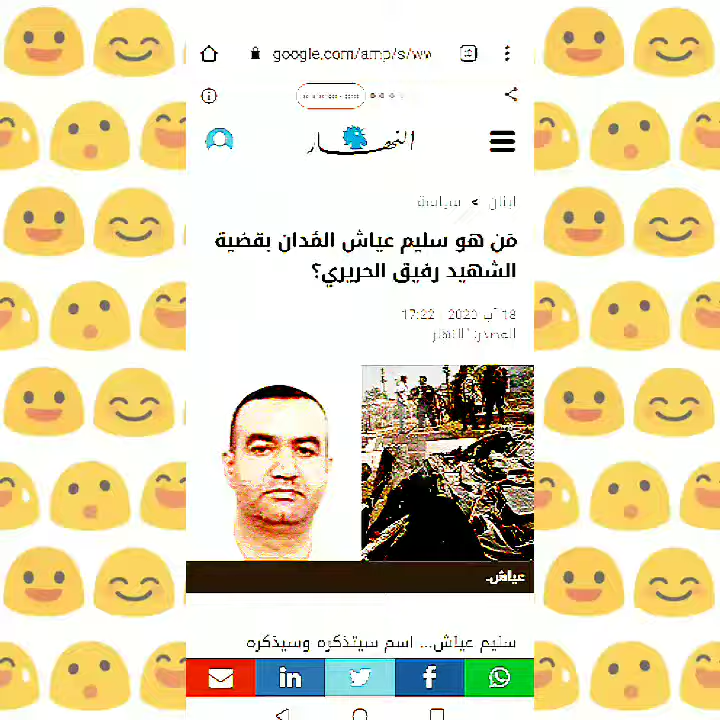 google.com/amp/s/ww
النهار
لبنان > سياسة
مَن هو سليم عياش المُدان بقضية
الشهيد رفيق الحريري؟
18 آب 2020 17:22
المصدر: "النهار"
عياش.
سليم عياش... اسم سيتذكره وسيذكره
in
f